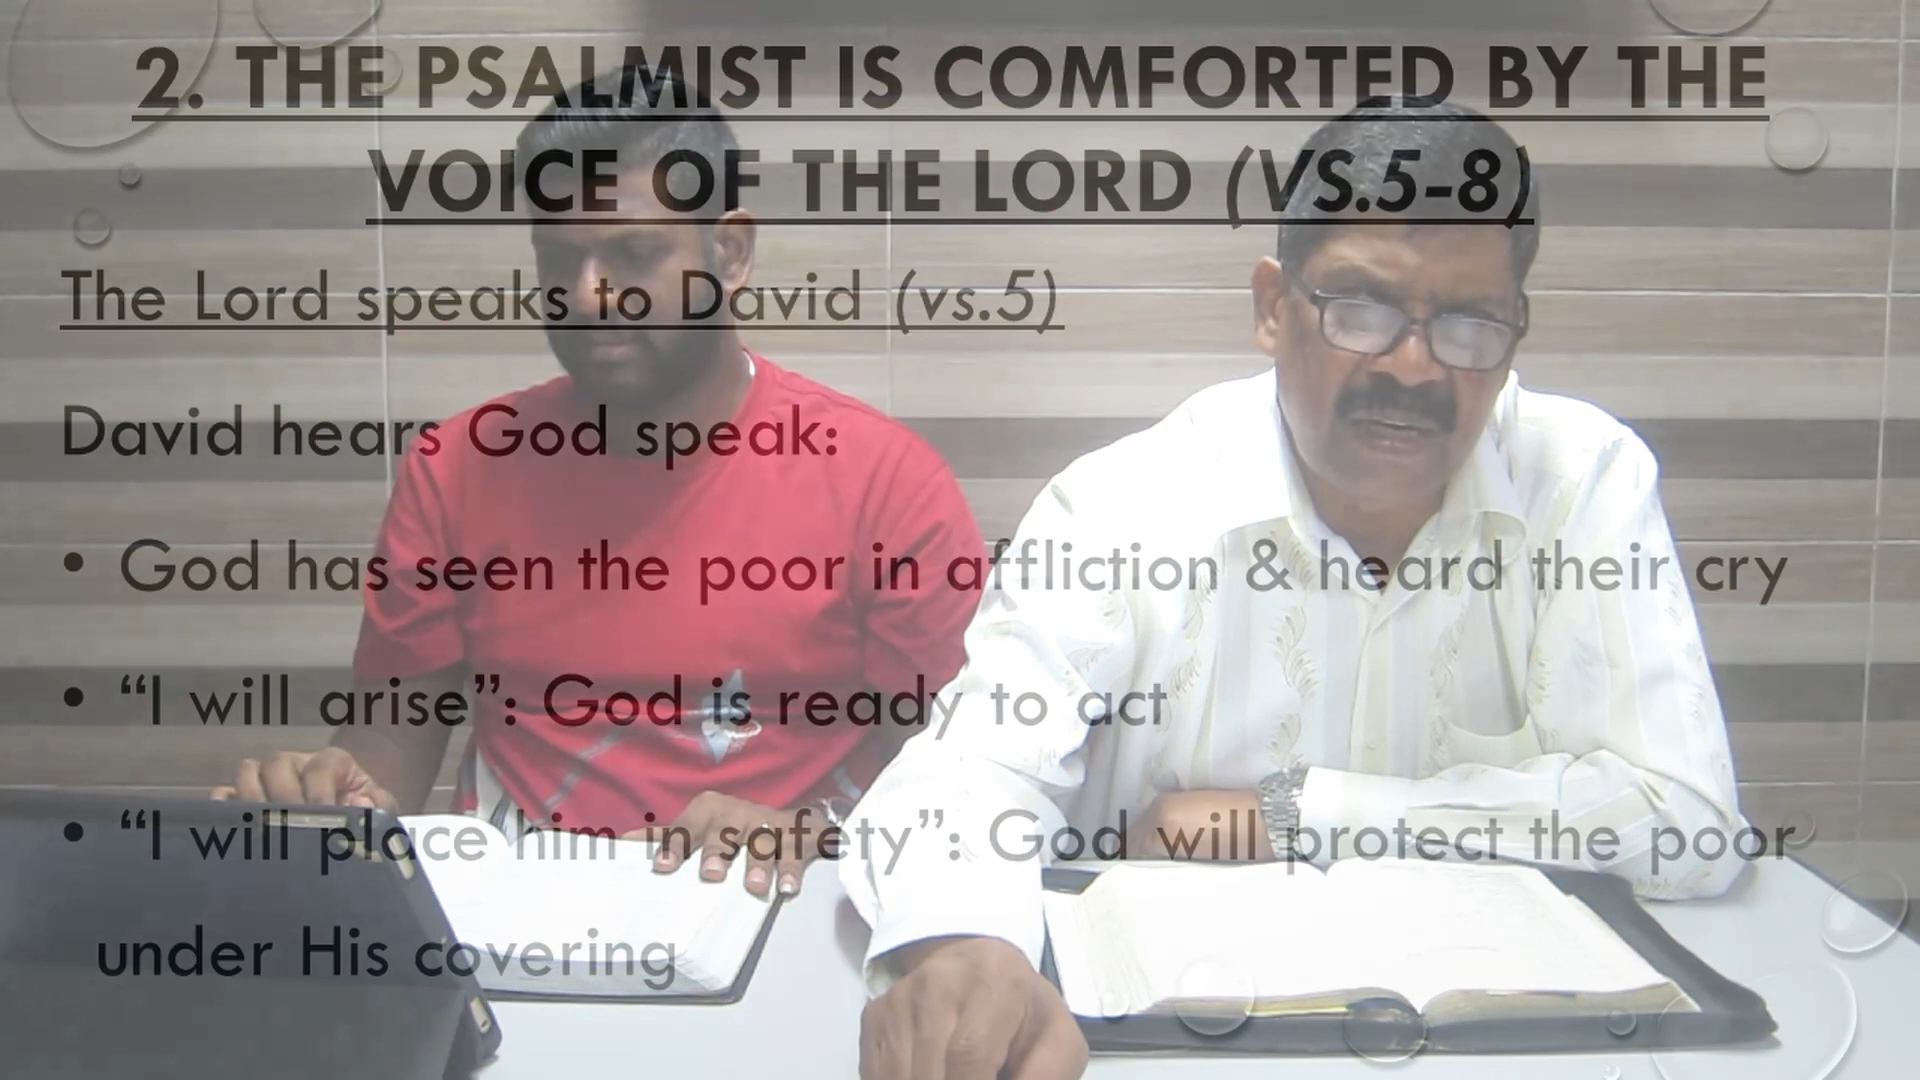 2. THE PSALMIST IS COMFORTED BY THE
VOICE OF THE LORD (VS.5-8)
The Lord speaks to David (vs.5)
David hears God speak:
• God has seen the poor in affliction & heard their cry
• “I will arise”: God is ready to act
• “I will place him in safety”: God will protect the poor
under His covering